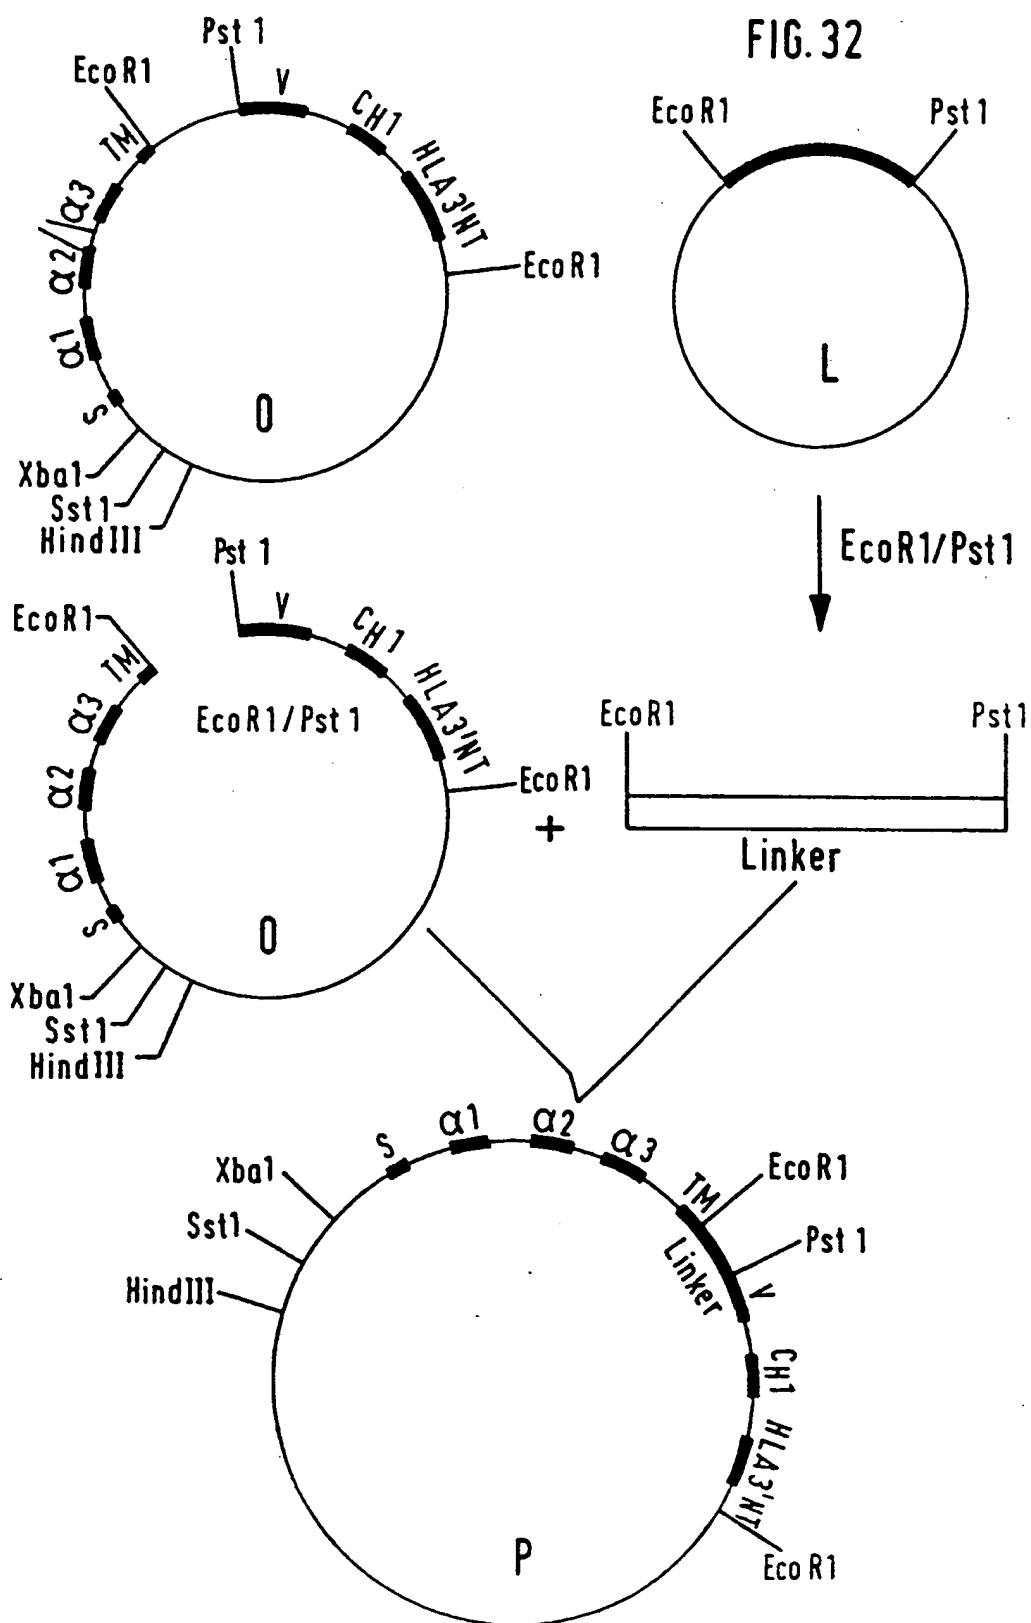 FIG. 32
Pst 1
EcoR1
V
CH1
HLA3'NT
TM
α3
α2
α1
S
EcoR1
Xba1
Sst1
HindIII
O
EcoR1
Pst1
L
EcoR1/Pst1
Pst 1
EcoR1
V
CH1
HLA3'NT
TM
α3
α2
α1
S
EcoR1/Pst 1
EcoR1
Xba1
Sst1
HindIII
O
+
EcoR1
Pst1
Linker
S
α1
α2
α3
TM
EcoR1
Xba1
Sst1
HindIII
Linker
Pst 1
V
CH1
HLA3'NT
EcoR1
P